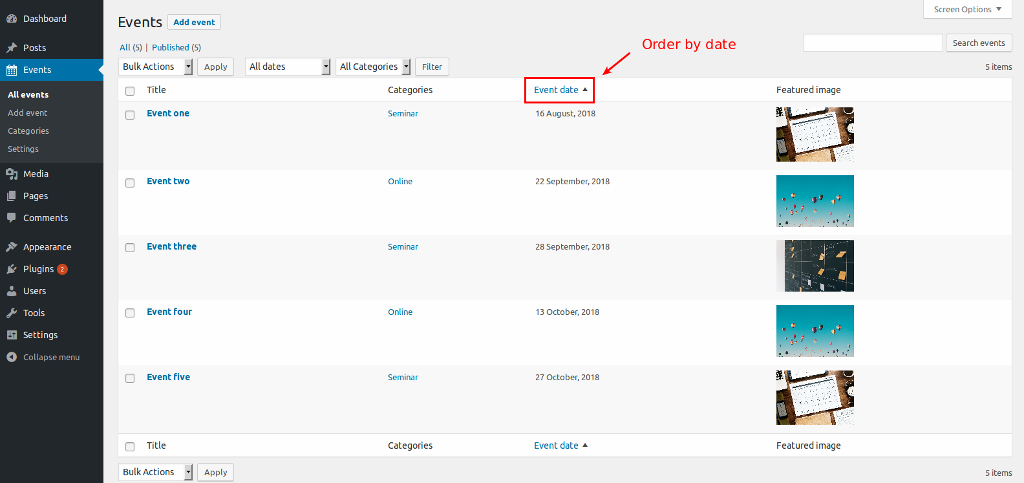 Dashboard
Posts
Events
All events
Add event
Categories
Settings
Media
Pages
Comments
Appearance
Plugins 2
Users
Tools
Settings
Collapse menu
Screen Options
Events Add event
All (5) | Published (5)
Order by date
Search events
Bulk Actions Apply All dates All Categories Filter
5 items
Title Categories Event date Featured image
Event one Seminar 16 August, 2018
Event two Online 22 September, 2018
Event three Seminar 28 September, 2018
Event four Online 13 October, 2018
Event five Seminar 27 October, 2018
Title Categories Event date Featured image
Bulk Actions Apply
5 items